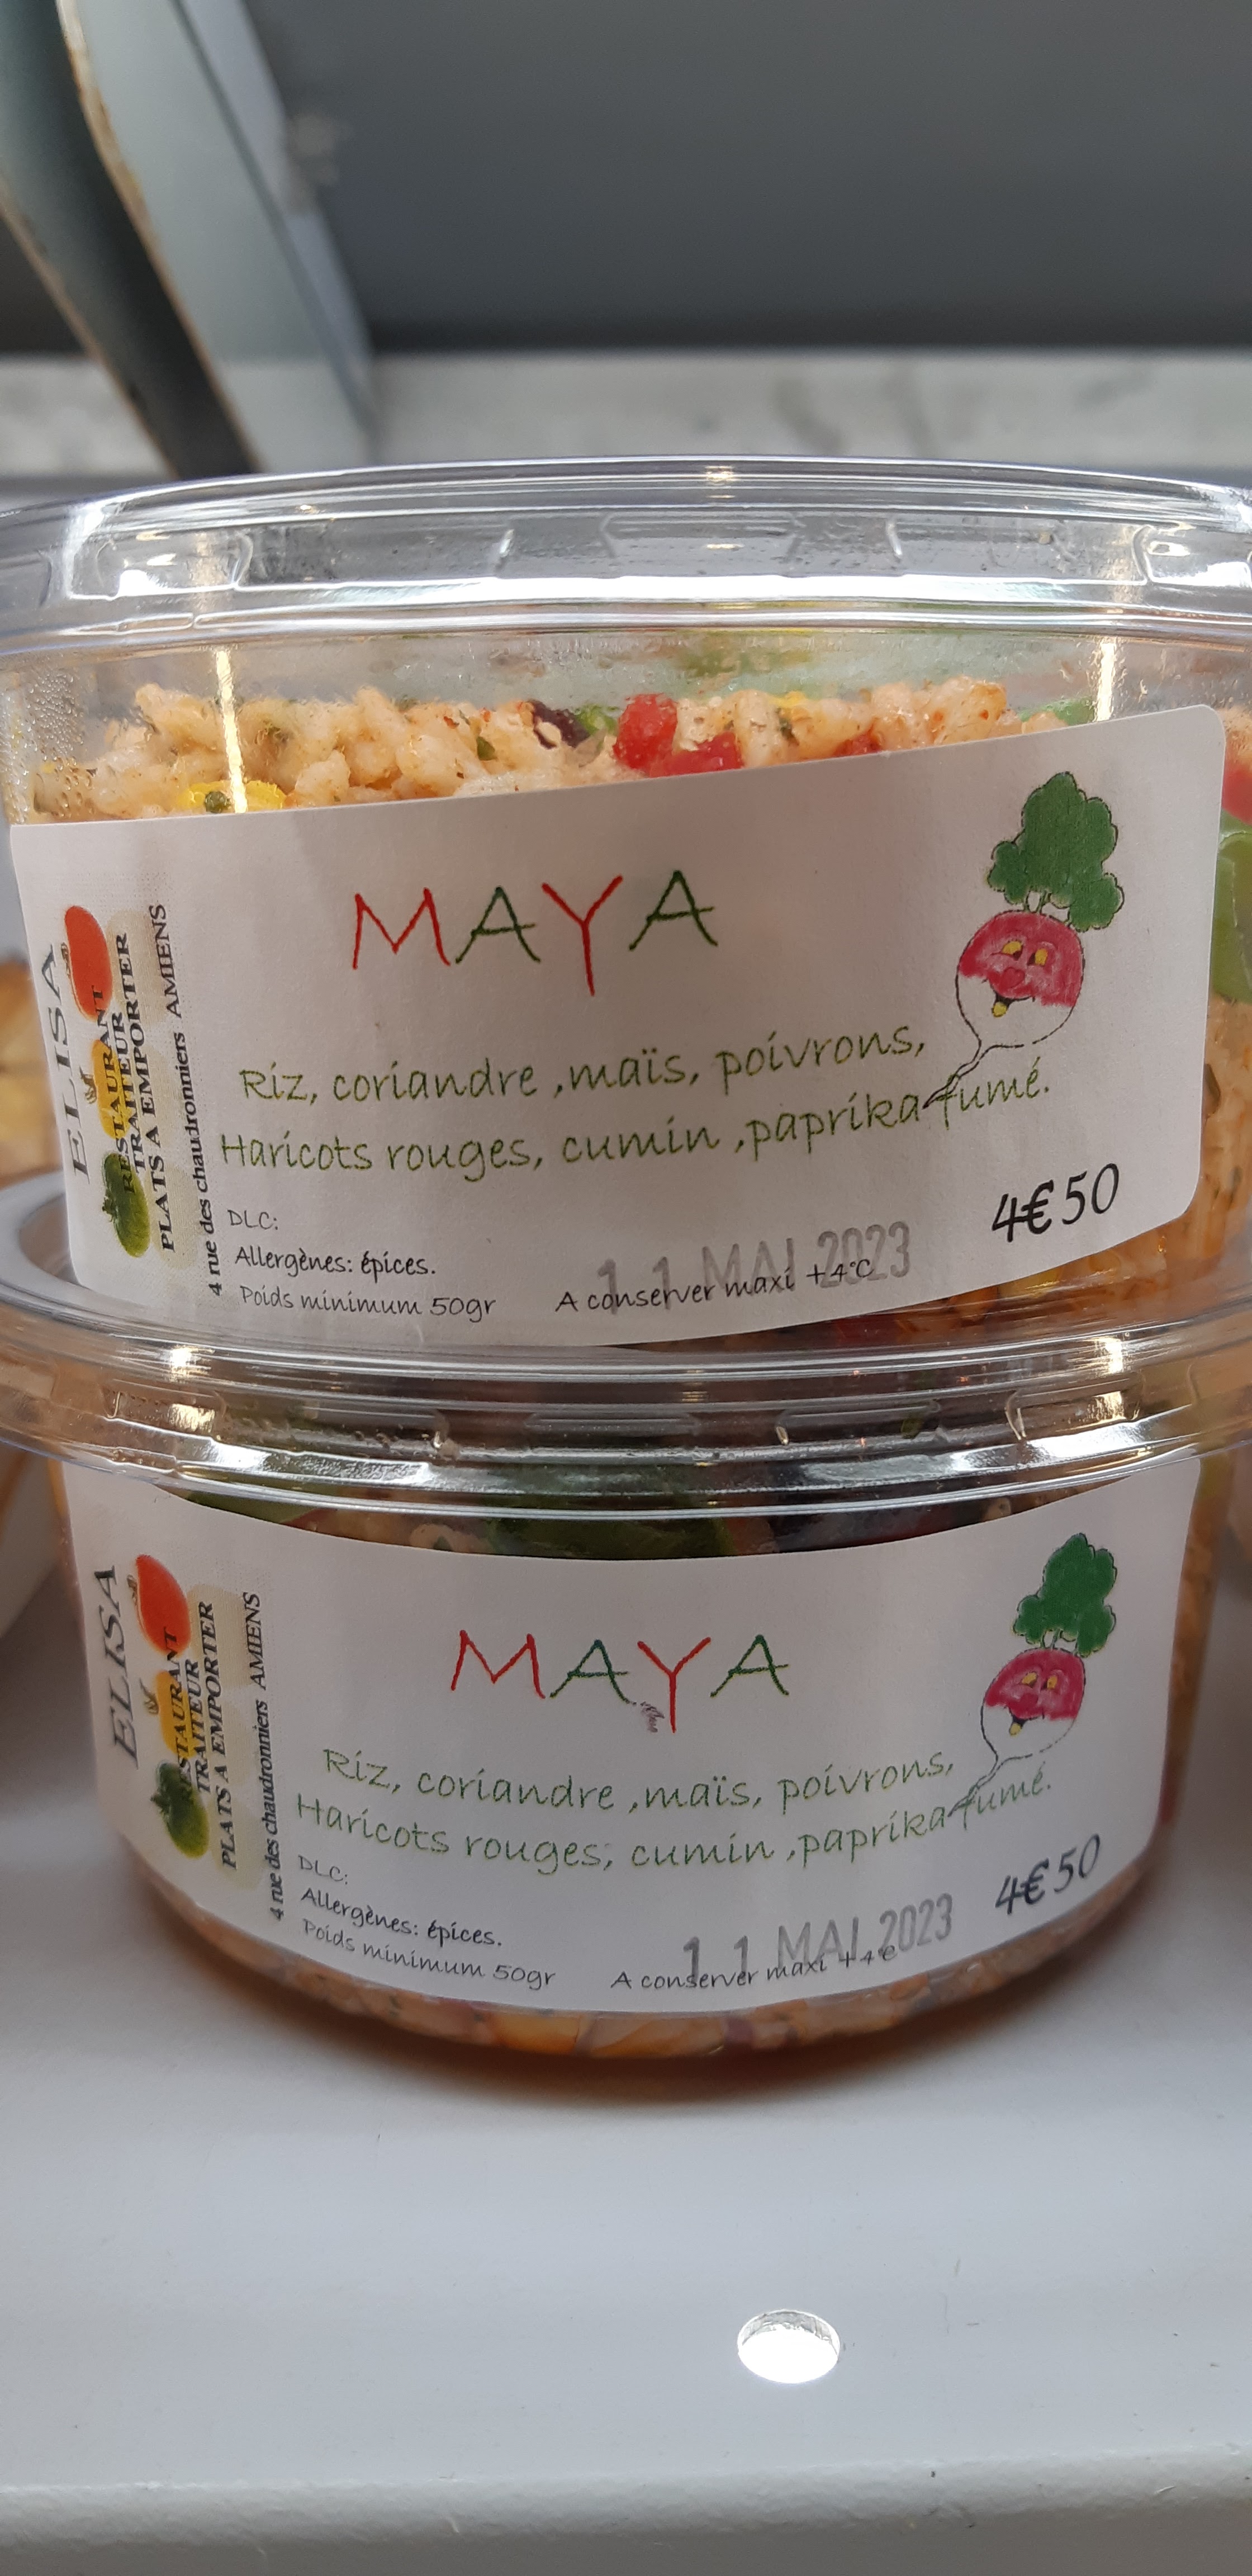 ELISA
RESTAURANT
TRAITEUR
PLATS A EMPORTER
4 rue des chaudronniers AMIENS
MAYA
Riz, coriandre ,maïs, poivrons,
Haricots rouges, cumin ,paprika fumé.
4€50
DLC:
11 MAI 2023
Allergènes: épices.
Poids minimum 50gr A conserver maxi +4°C
ELISA
RESTAURANT
TRAITEUR
PLATS A EMPORTER
4 rue des chaudronniers AMIENS
MAYA
Riz, coriandre ,maïs, poivrons,
Haricots rouges, cumin ,paprika fumé.
4€50
DLC:
11 MAI 2023
Allergènes: épices.
Poids minimum 50gr A conserver maxi +4°C